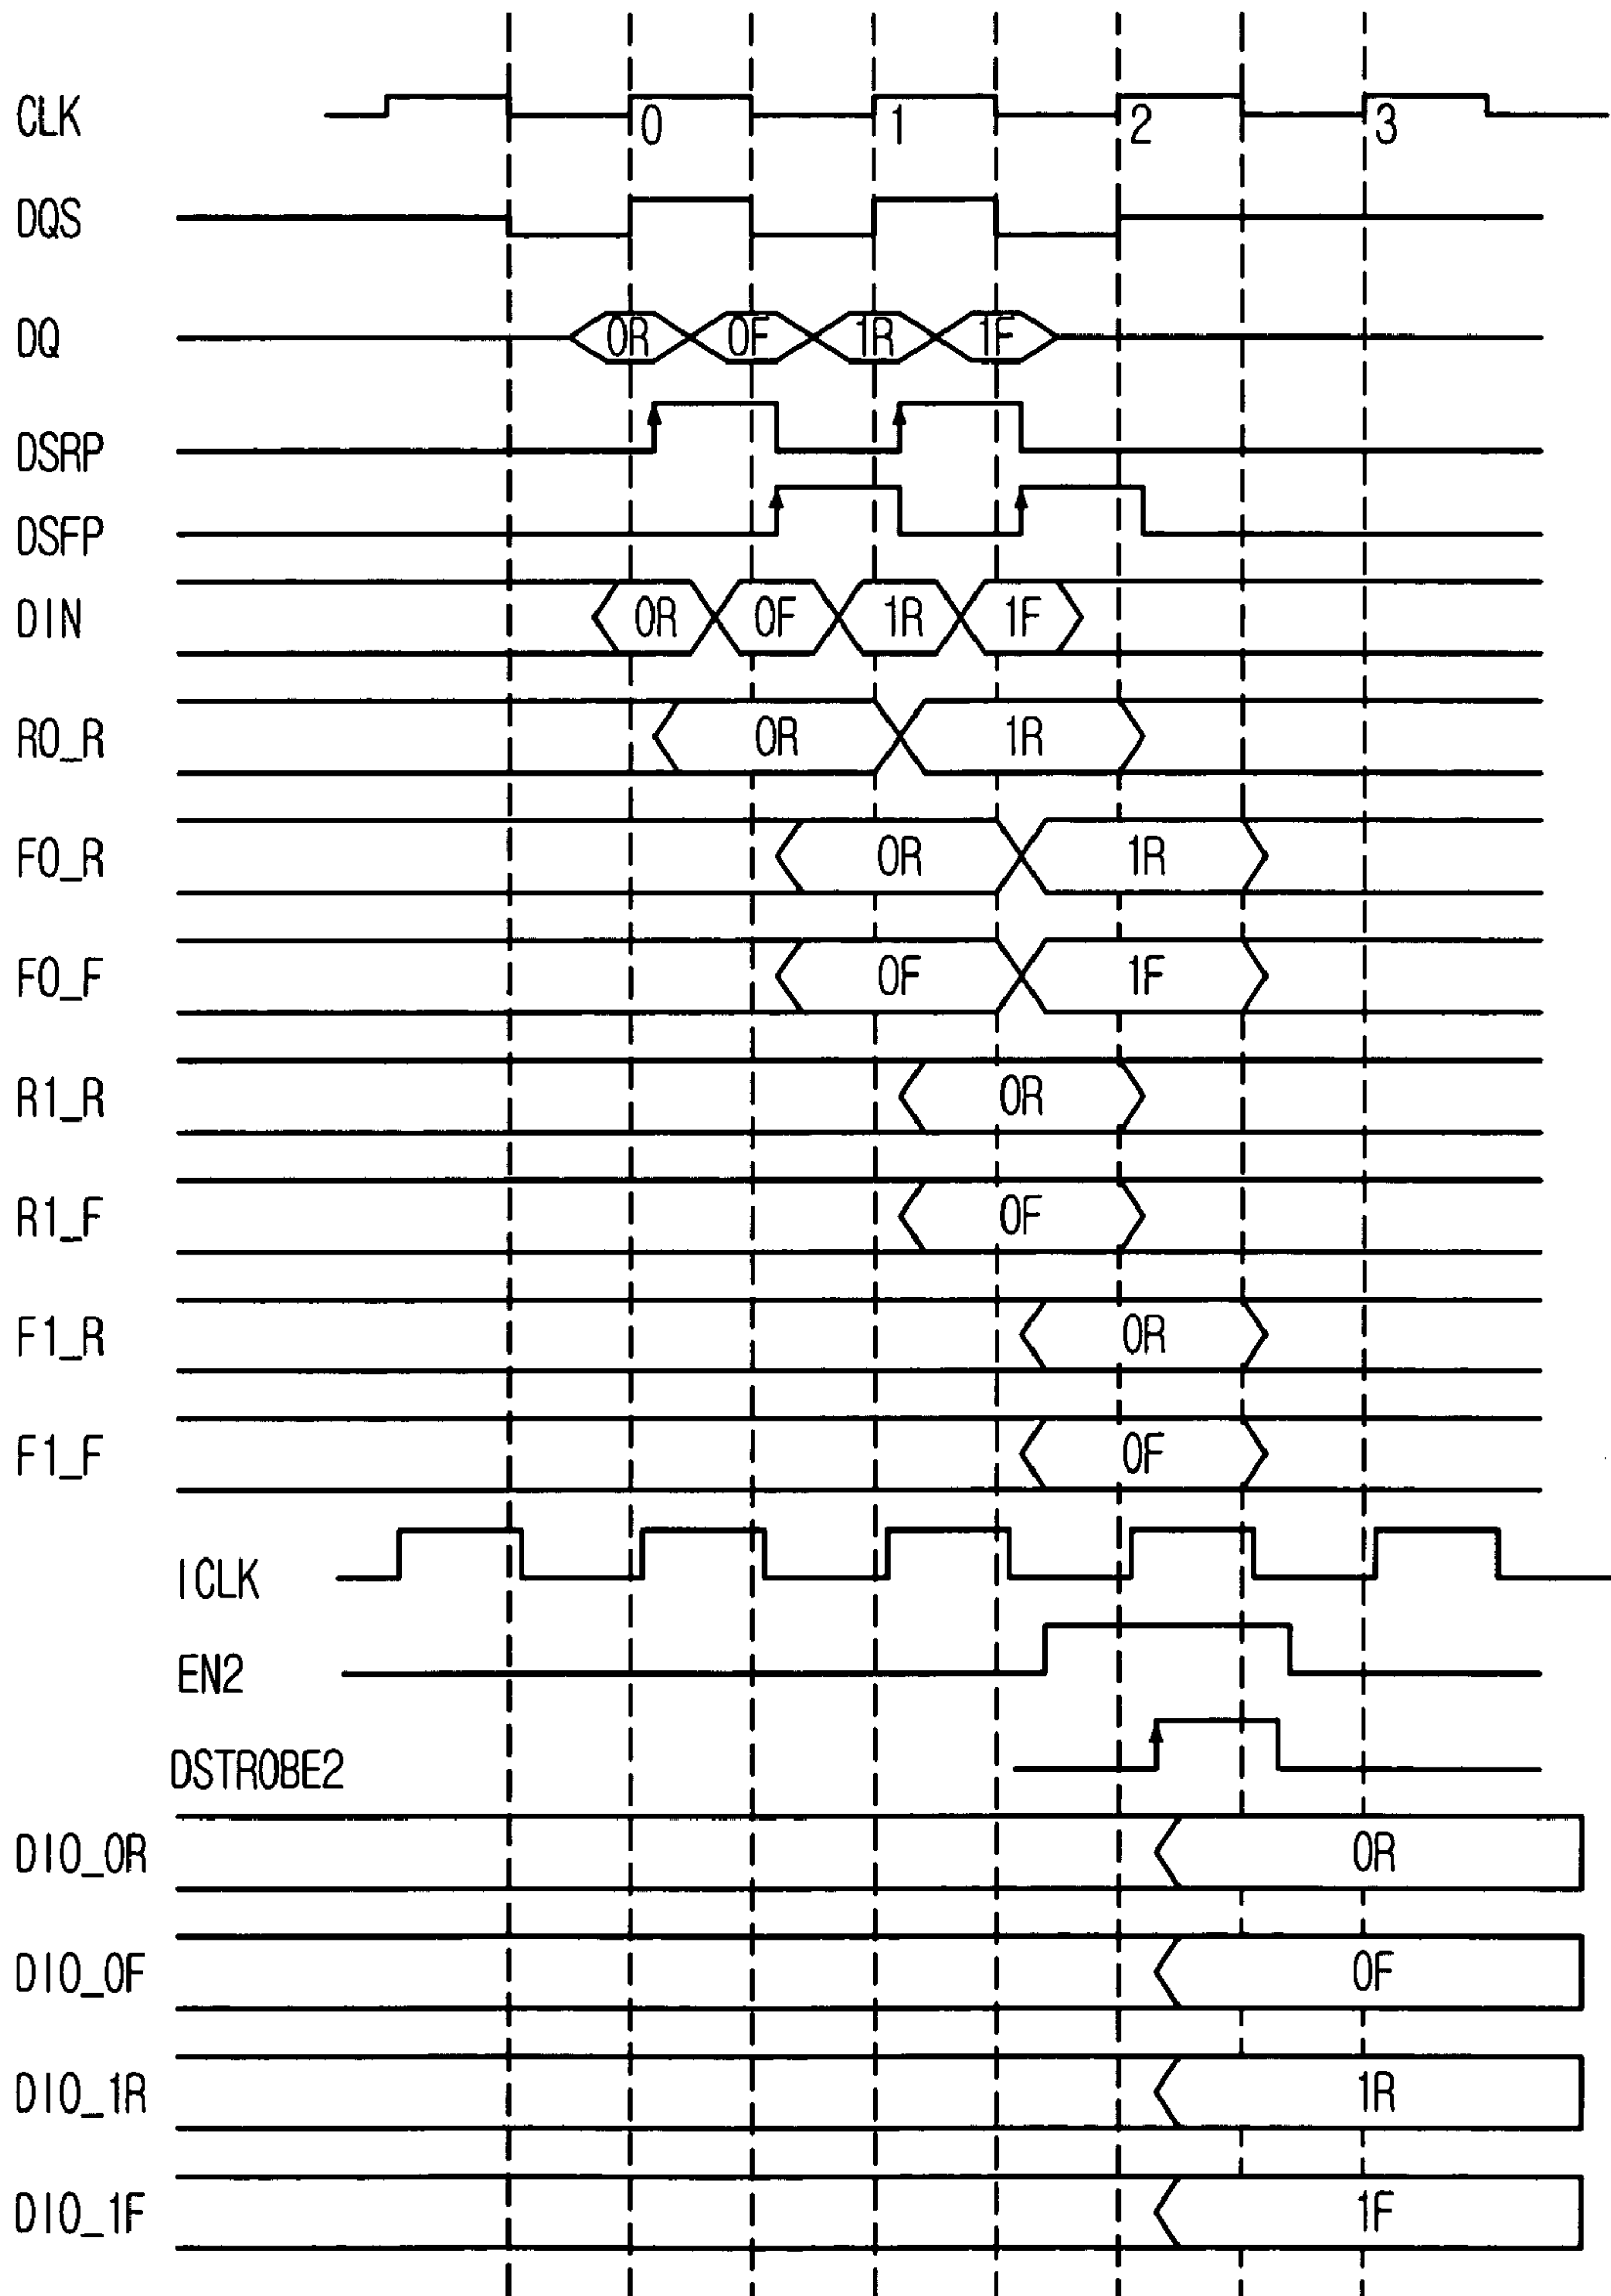 CLK 0 1 2 3
DQS
DQ 0R 0F 1R 1F
DSRP
DSFP
DIN 0R 0F 1R 1F
R0_R 0R 1R
F0_R 0R 1R
F0_F 0F 1F
R1_R 0R
R1_F 0F
F1_R 0R
F1_F 0F
ICLK
EN2
DSTROBE2
DIO_0R 0R
DIO_0F 0F
DIO_1R 1R
DIO_1F 1F